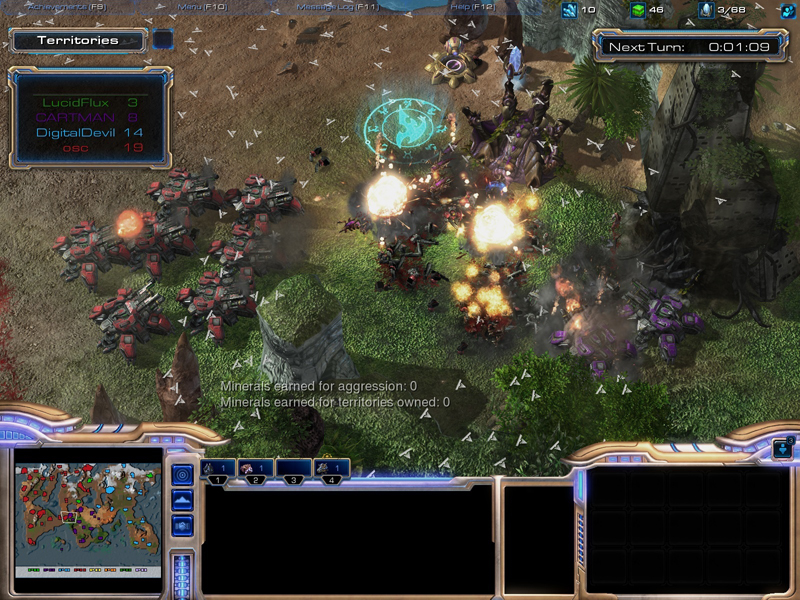 Achievements (F9) Menu (F10) Message Log (F11) Help (F12) 10 46 3/68
Territories
Next Turn: 0:01:09
LucidFlux 3
CARTMAN 6
DigitalDevil 14
osc 19
Minerals earned for aggression: 0
Minerals earned for territories owned: 0
1 1 1
1 2 3 4